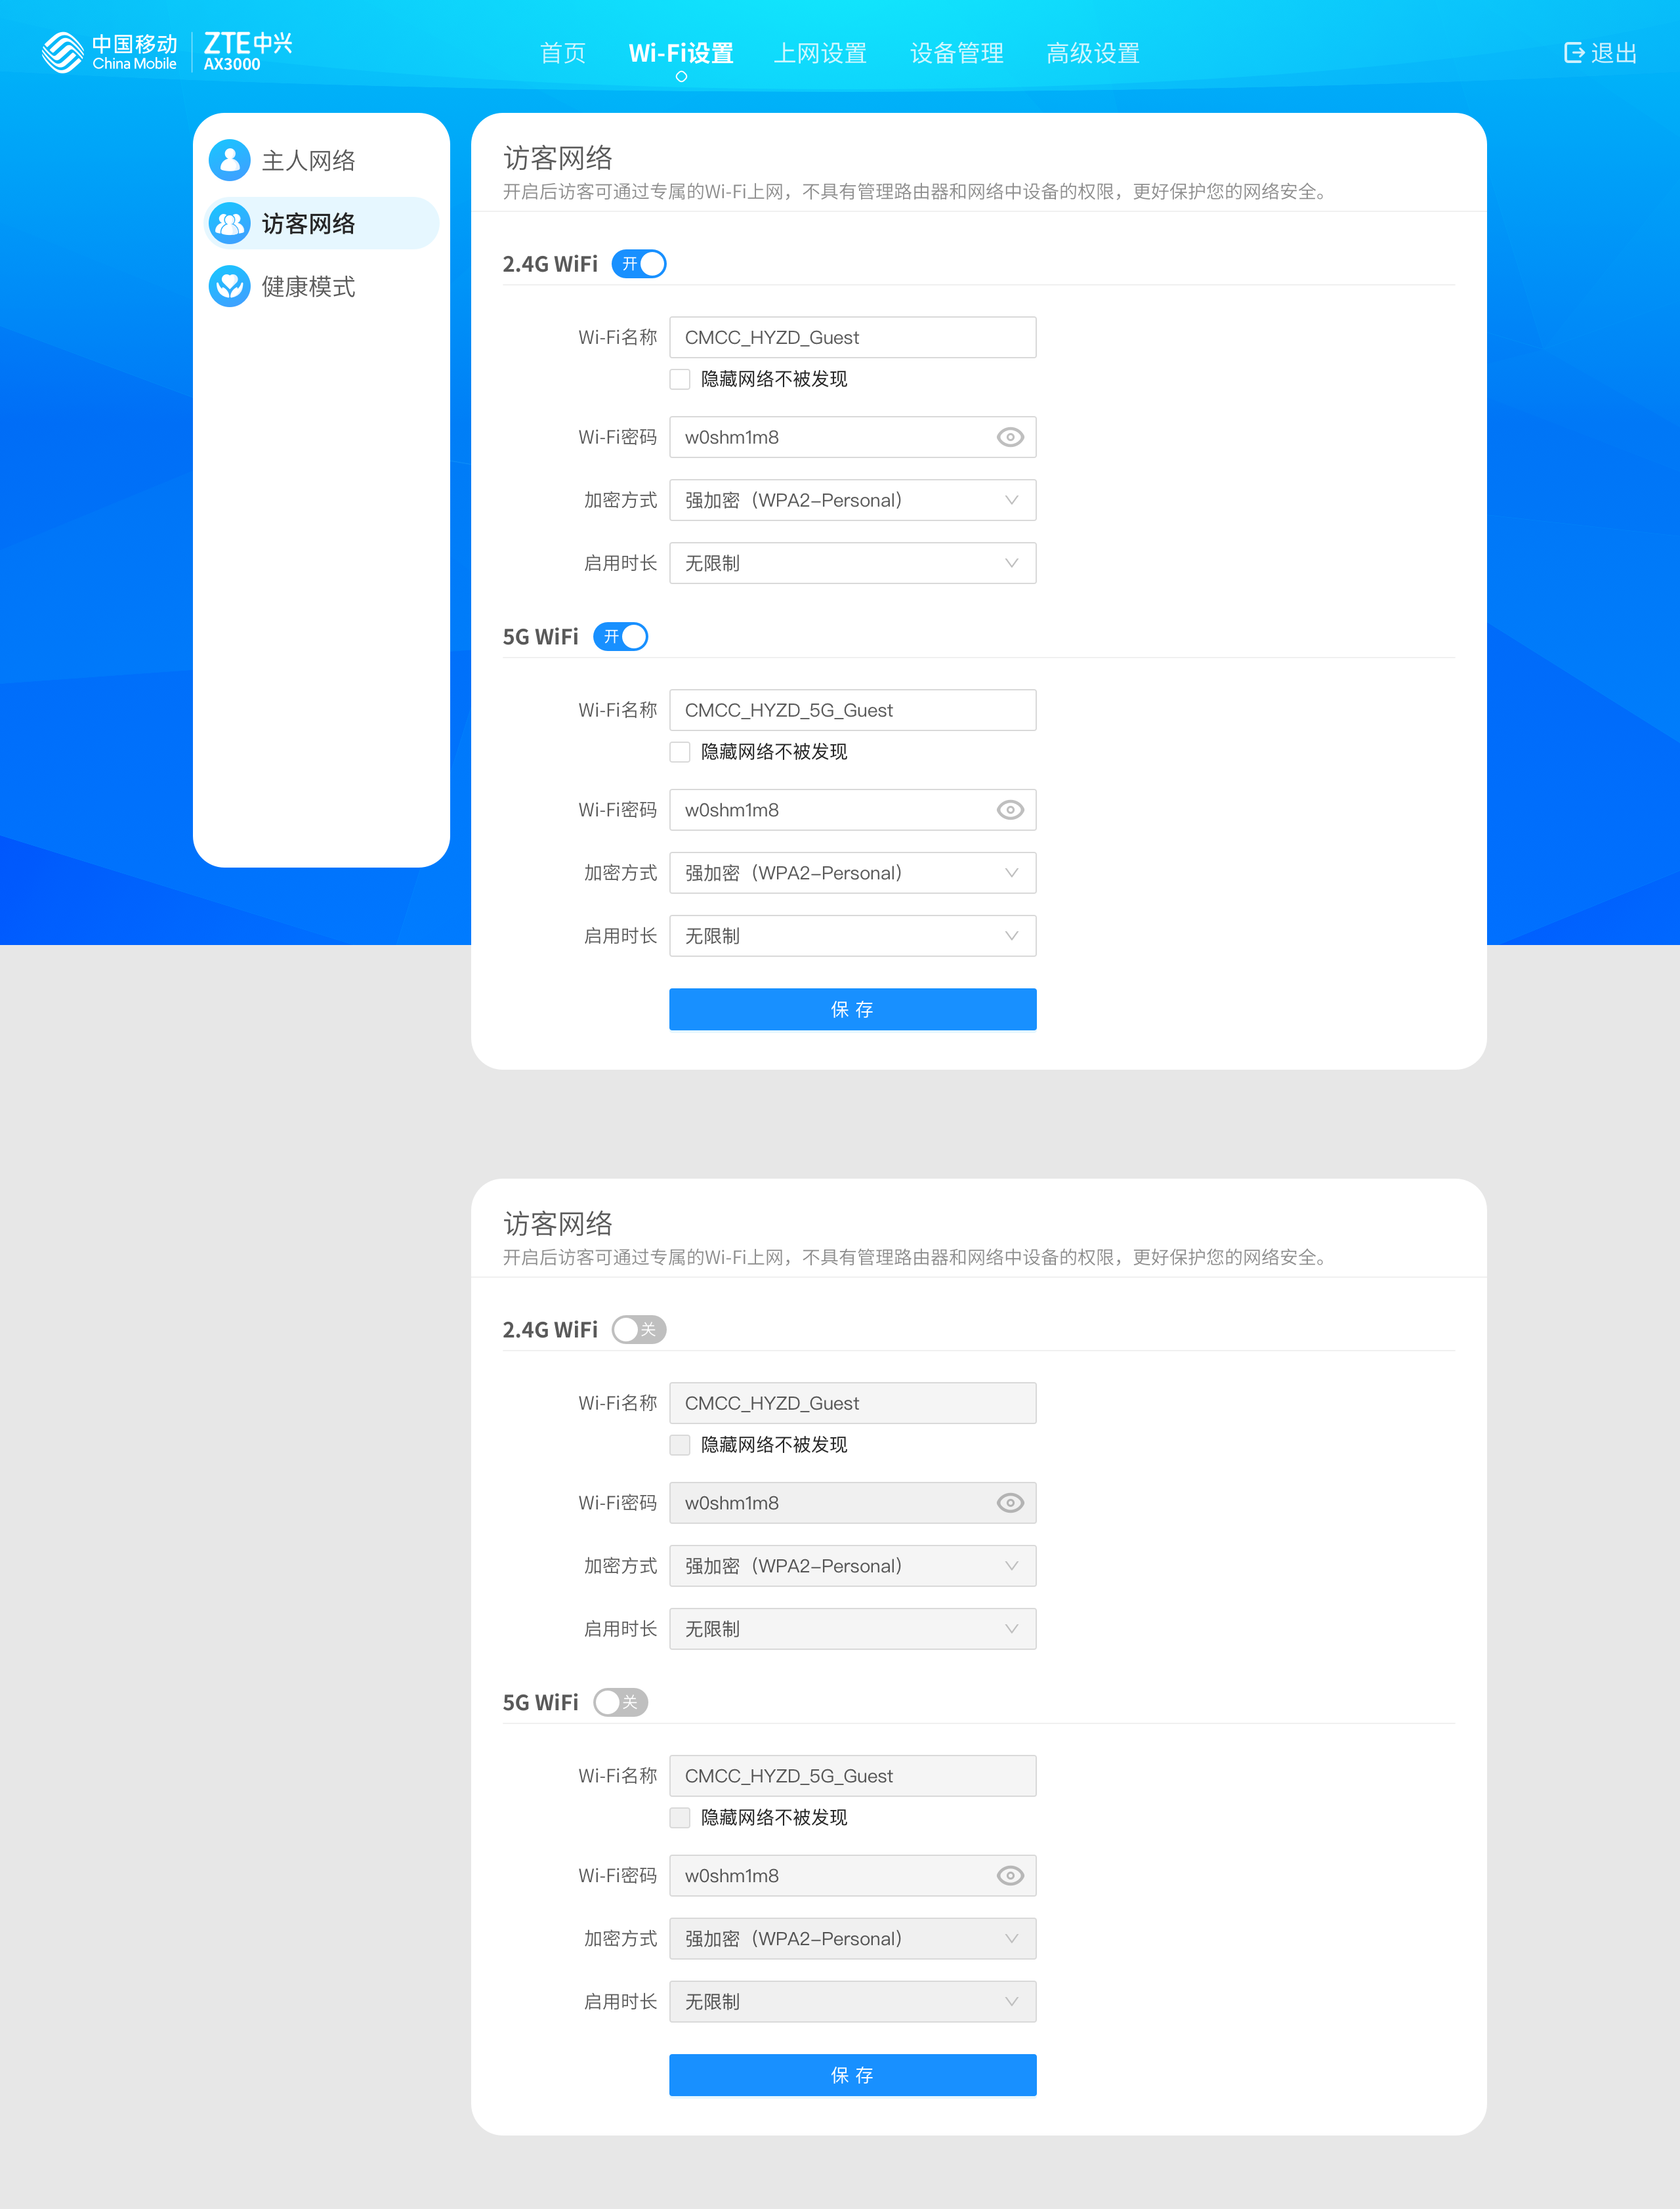 中国移动
China Mobile
ZTE中兴
AX3000
首页
Wi-Fi设置
上网设置
设备管理
高级设置
退出
主人网络
访客网络
健康模式
访客网络
开启后访客可通过专属的Wi-Fi上网，不具有管理路由器和网络中设备的权限，更好保护您的网络安全。
2.4G WiFi 开
Wi-Fi名称 CMCC_HYZD_Guest
隐藏网络不被发现
Wi-Fi密码 w0shm1m8
加密方式 强加密（WPA2-Personal）
启用时长 无限制
5G WiFi 开
Wi-Fi名称 CMCC_HYZD_5G_Guest
隐藏网络不被发现
Wi-Fi密码 w0shm1m8
加密方式 强加密（WPA2-Personal）
启用时长 无限制
保 存
访客网络
开启后访客可通过专属的Wi-Fi上网，不具有管理路由器和网络中设备的权限，更好保护您的网络安全。
2.4G WiFi 关
Wi-Fi名称 CMCC_HYZD_Guest
隐藏网络不被发现
Wi-Fi密码 w0shm1m8
加密方式 强加密（WPA2-Personal）
启用时长 无限制
5G WiFi 关
Wi-Fi名称 CMCC_HYZD_5G_Guest
隐藏网络不被发现
Wi-Fi密码 w0shm1m8
加密方式 强加密（WPA2-Personal）
启用时长 无限制
保 存